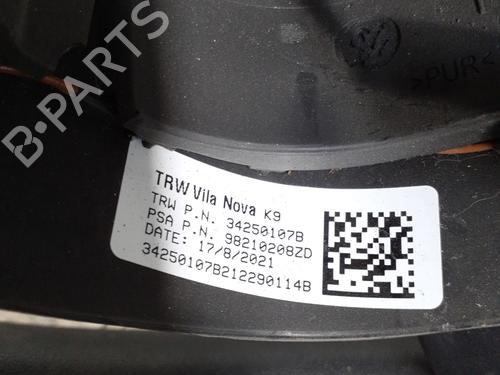 B-PARTS
>PUR<
TRW Vila Nova K9
TRW P.N. 34250107B
PSA P.N. 98210208ZD
DATE: 17/8/2021
34250107B212290114B